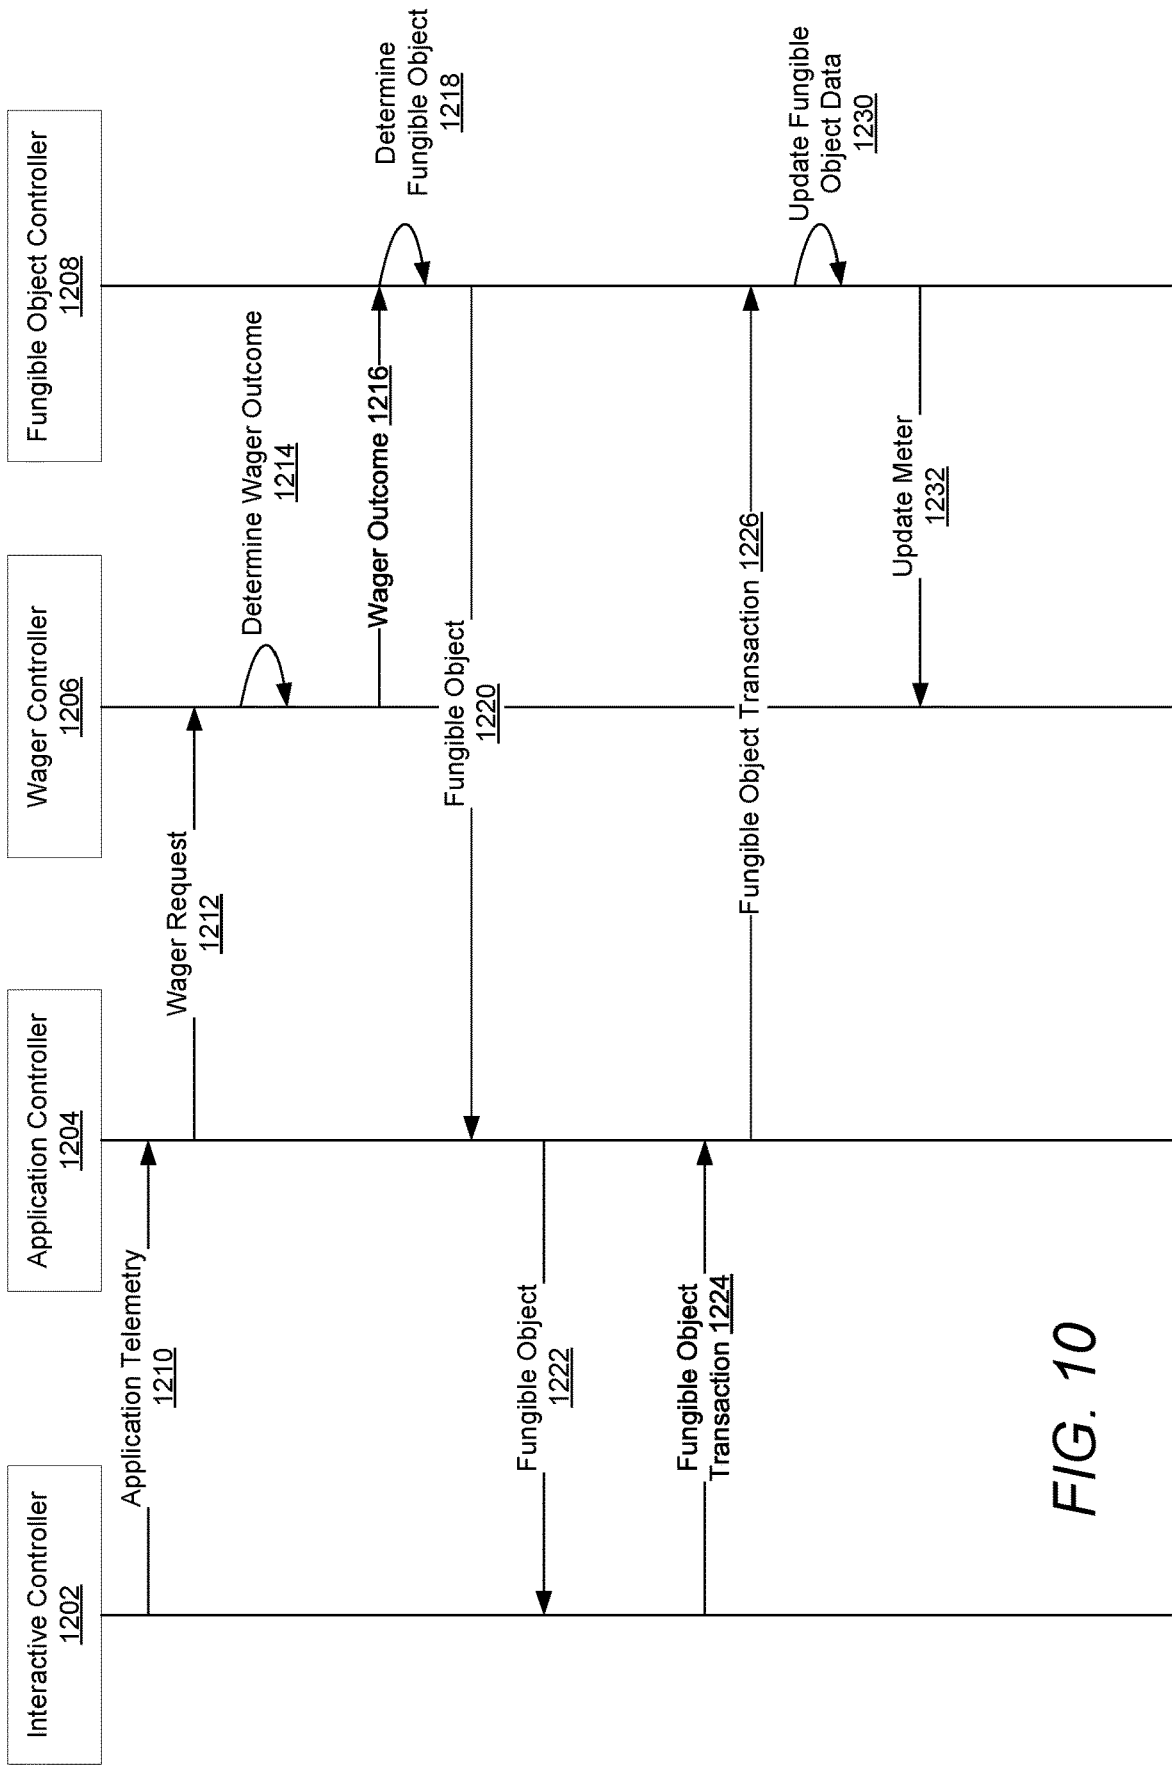 Interactive Controller
1202
Application Controller
1204
Wager Controller
1206
Fungible Object Controller
1208
Application Telemetry
1210
Wager Request
1212
Determine Wager Outcome
1214
Wager Outcome 1216
Determine
Fungible Object
1218
Fungible Object
1220
Fungible Object
1222
Fungible Object
Transaction 1224
Fungible Object Transaction 1226
Update Fungible
Object Data
1230
Update Meter
1232
FIG. 10